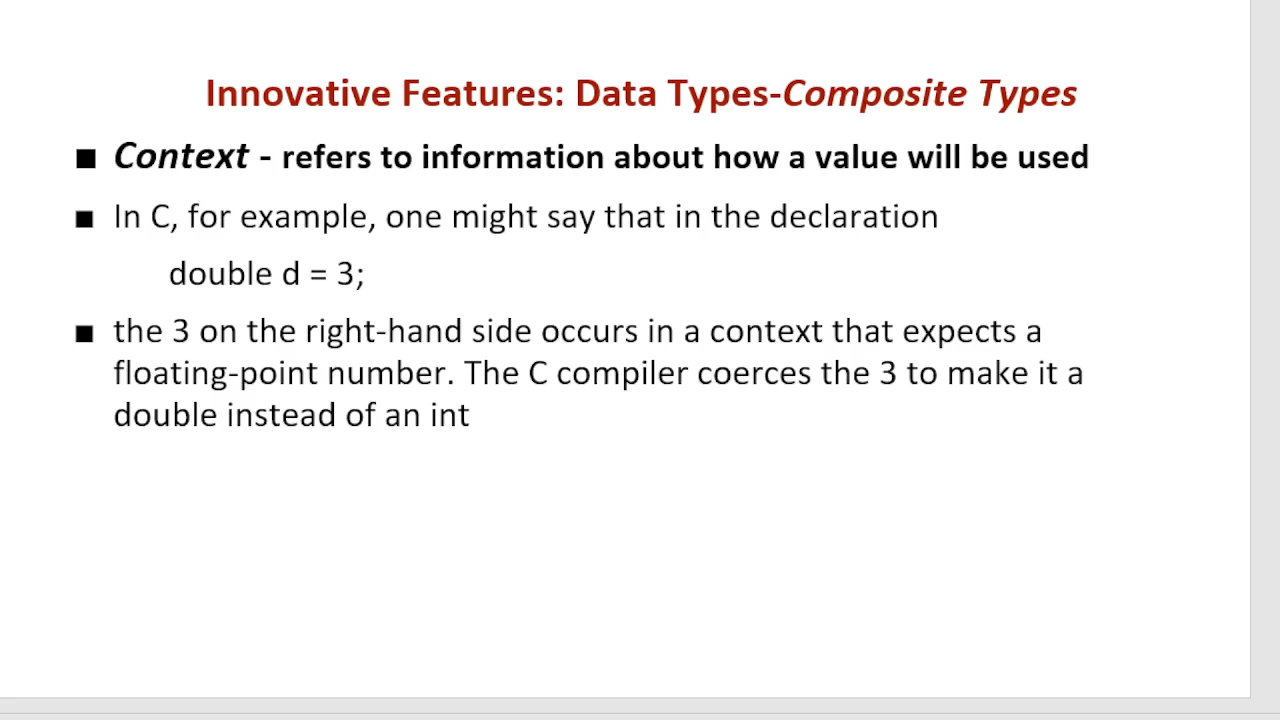 Innovative Features: Data Types-Composite Types
■ Context - refers to information about how a value will be used
■ In C, for example, one might say that in the declaration
double d = 3;
■ the 3 on the right-hand side occurs in a context that expects a
floating-point number. The C compiler coerces the 3 to make it a
double instead of an int